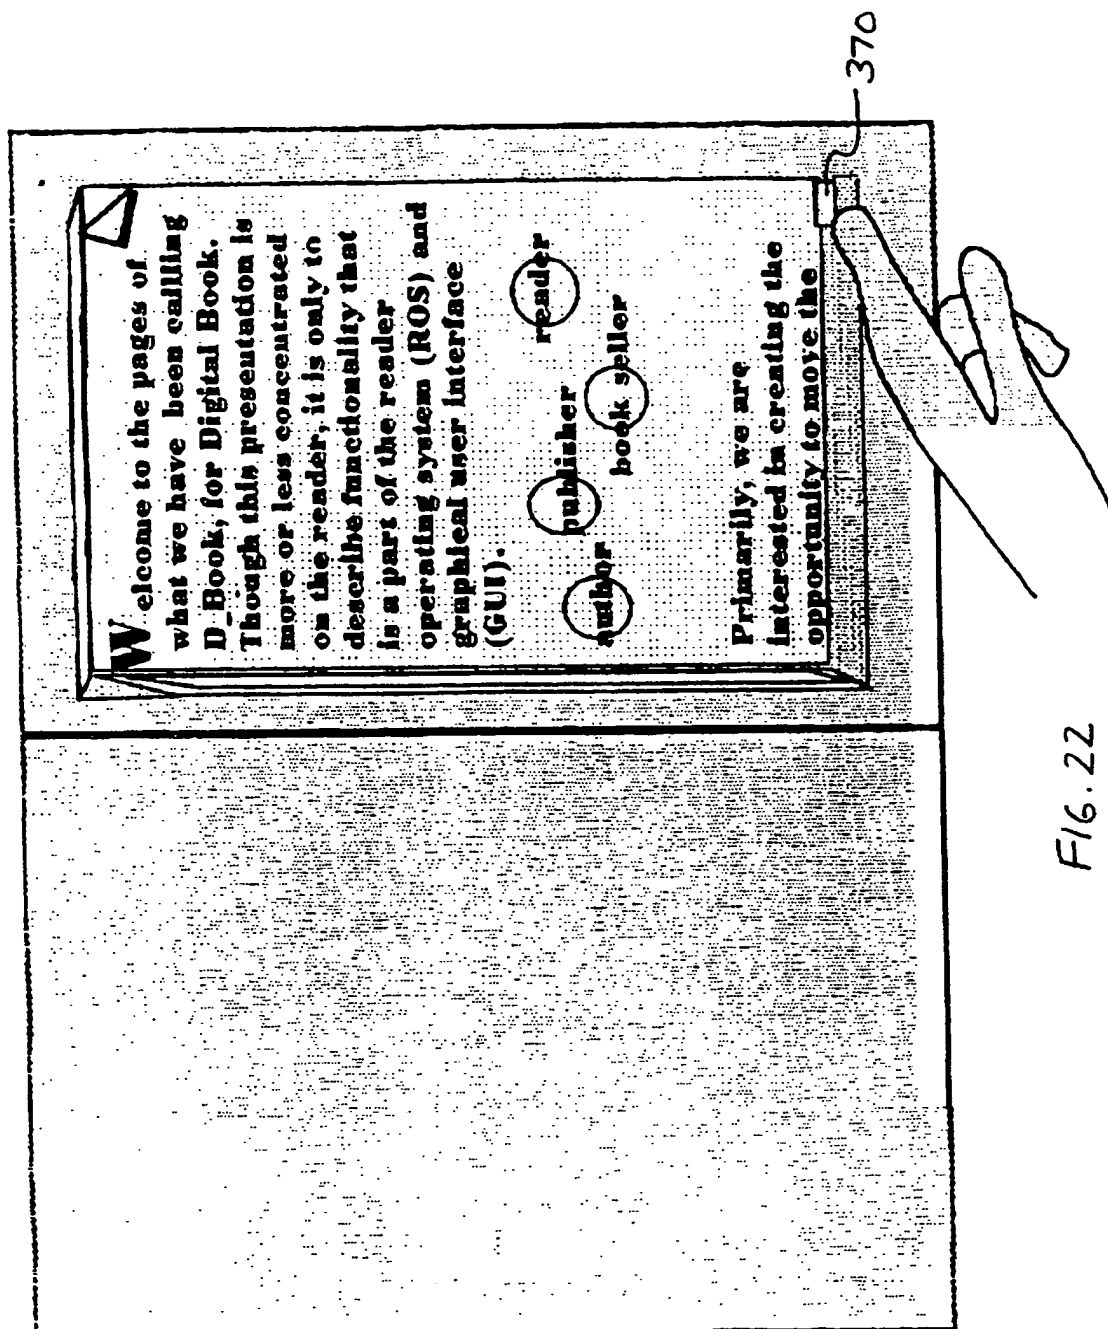 Welcome to the pages of
what we have been calling
D_Book, for Digital Book.
Though this presentation is
more or less concentrated
on the reader, it is only to
describe functionality that
is a part of the reader
operating system (ROS) and
graphical user interface
(GUI).
author publisher reader
book seller
Primarily, we are
interested in creating the
opportunity to move the
370
FIG. 22